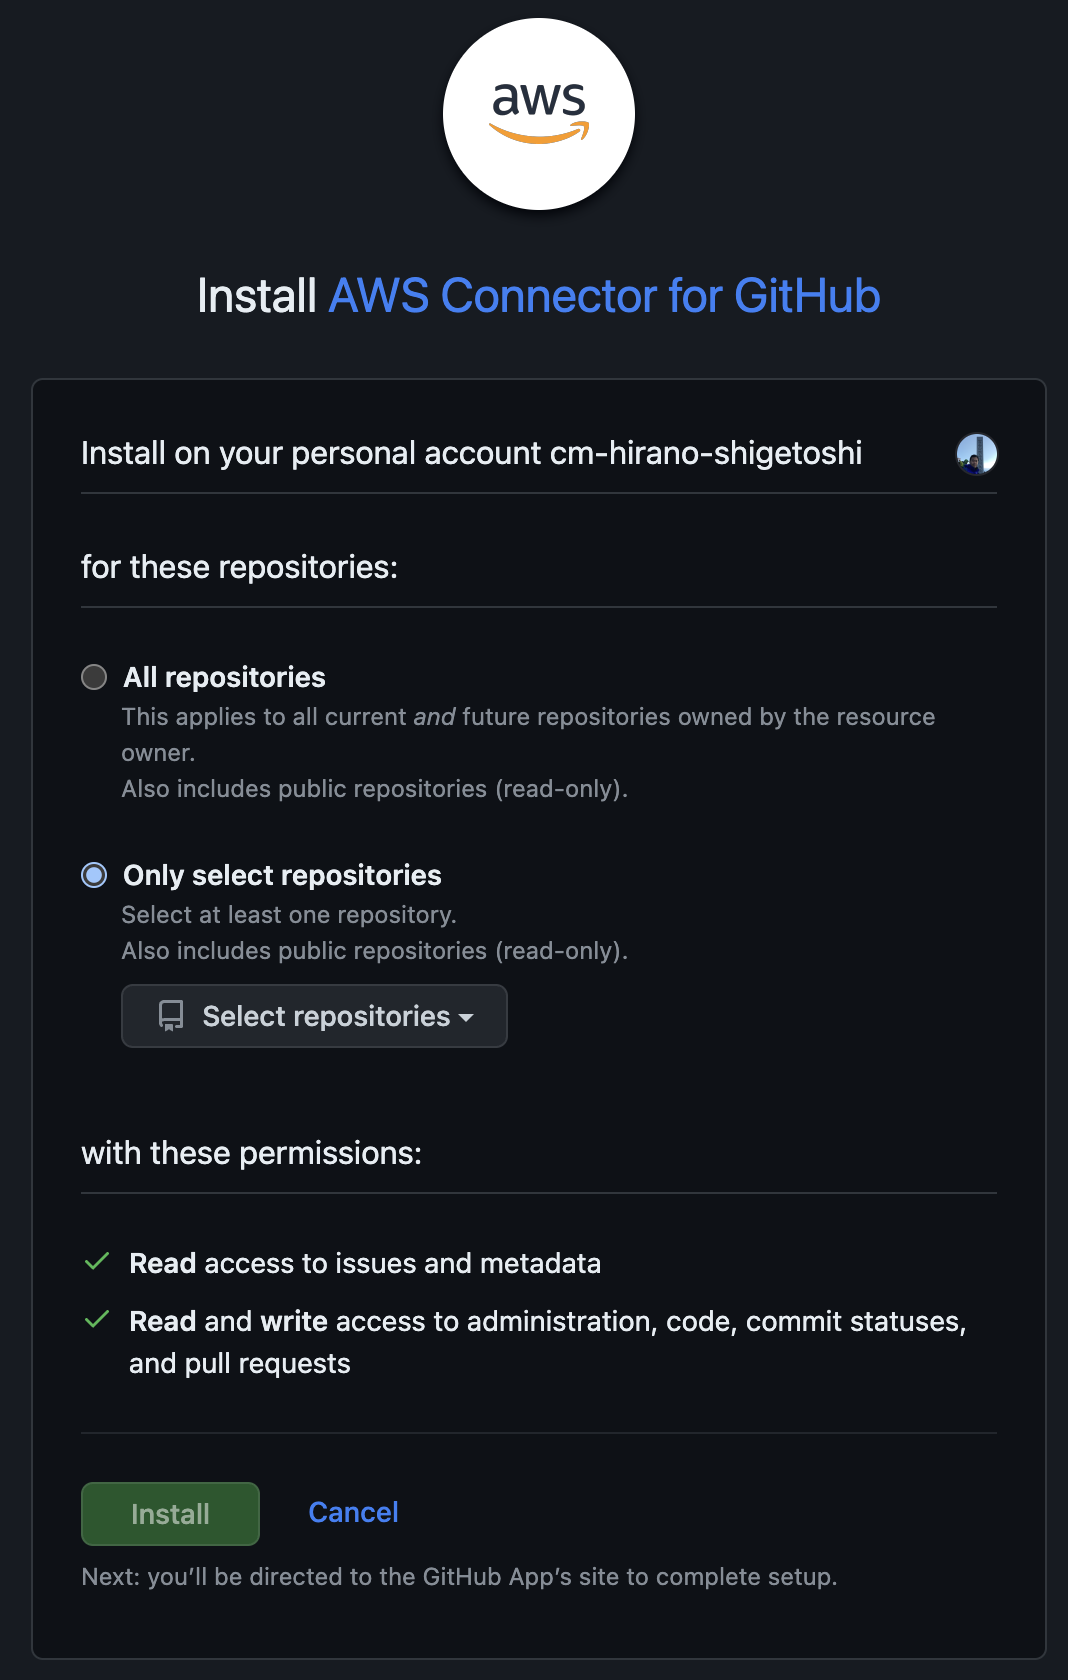 aws
Install AWS Connector for GitHub
Install on your personal account cm-hirano-shigetoshi
for these repositories:
All repositories
This applies to all current and future repositories owned by the resource
owner.
Also includes public repositories (read-only).
Only select repositories
Select at least one repository.
Also includes public repositories (read-only).
Select repositories
with these permissions:
Read access to issues and metadata
Read and write access to administration, code, commit statuses,
and pull requests
Install Cancel
Next: you’ll be directed to the GitHub App’s site to complete setup.